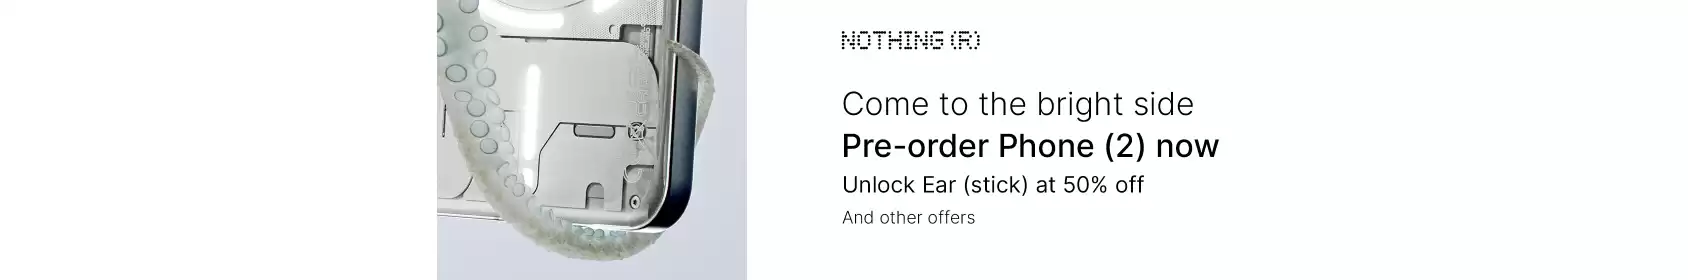 NOTHING (R)
Come to the bright side
Pre-order Phone (2) now
Unlock Ear (stick) at 50% off
And other offers